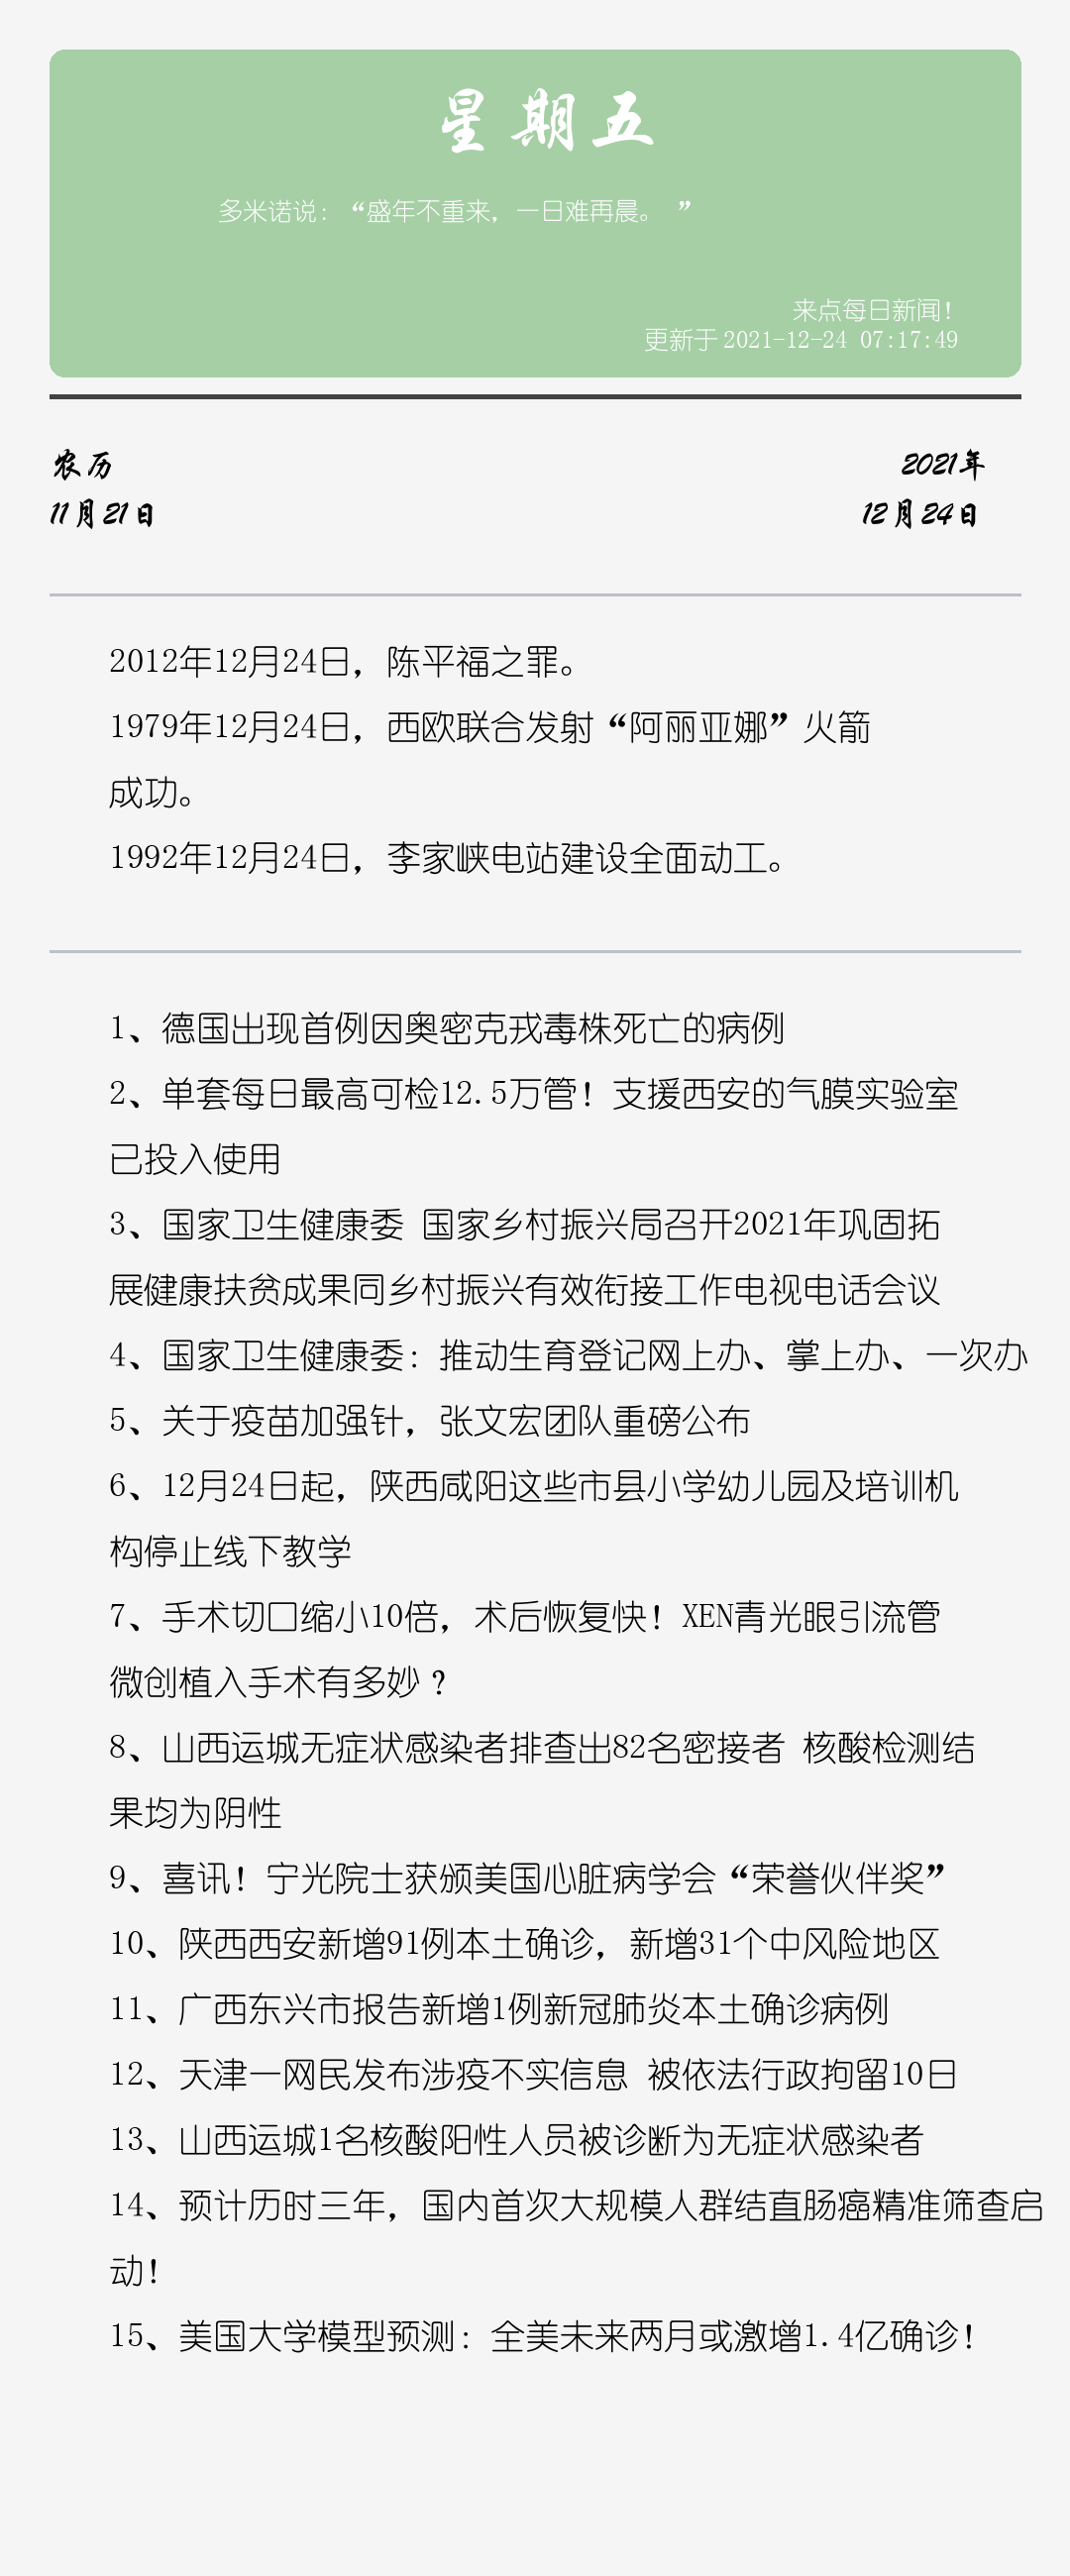 星期五
多米诺说：“盛年不重来，一日难再晨。 ”
来点每日新闻！
更新于 2021-12-24 07:17:49
农历
2021年
11月21日
12月24日
2012年12月24日，陈平福之罪。
1979年12月24日，西欧联合发射“阿丽亚娜”火箭
成功。
1992年12月24日，李家峡电站建设全面动工。
1、德国出现首例因奥密克戎毒株死亡的病例
2、单套每日最高可检12.5万管！支援西安的气膜实验室
已投入使用
3、国家卫生健康委 国家乡村振兴局召开2021年巩固拓
展健康扶贫成果同乡村振兴有效衔接工作电视电话会议
4、国家卫生健康委：推动生育登记网上办、掌上办、一次办
5、关于疫苗加强针，张文宏团队重磅公布
6、12月24日起，陕西咸阳这些市县小学幼儿园及培训机
构停止线下教学
7、手术切口缩小10倍，术后恢复快！XEN青光眼引流管
微创植入手术有多妙？
8、山西运城无症状感染者排查出82名密接者 核酸检测结
果均为阴性
9、喜讯！宁光院士获颁美国心脏病学会“荣誉伙伴奖”
10、陕西西安新增91例本土确诊，新增31个中风险地区
11、广西东兴市报告新增1例新冠肺炎本土确诊病例
12、天津一网民发布涉疫不实信息 被依法行政拘留10日
13、山西运城1名核酸阳性人员被诊断为无症状感染者
14、预计历时三年，国内首次大规模人群结直肠癌精准筛查启
动！
15、美国大学模型预测：全美未来两月或激增1.4亿确诊！